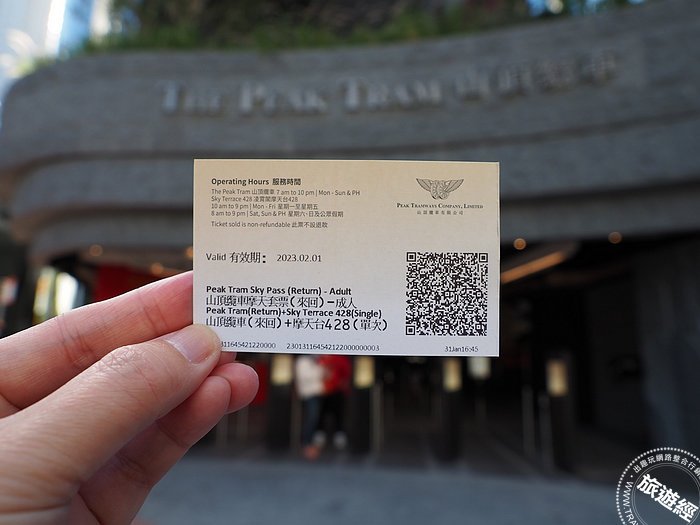 THE PEAK TRAM 山頂纜車
Operating Hours 服務時間
The Peak Tram 山頂纜車 7 am to 10 pm | Mon - Sun & PH
Sky Terrace 428 凌霄閣摩天台428
10 am to 9 pm | Mon - Fri 星期一至星期五
8 am to 9 pm | Sat, Sun & PH 星期六、日及公眾假期
Ticket sold is non-refundable 此票不設退款
PEAK TRAMWAYS COMPANY, LIMITED
山頂纜車有限公司
Valid 有效期: 2023.02.01
Peak Tram Sky Pass (Return) - Adult
山頂纜車摩天套票(來回)-成人
Peak Tram(Return)+Sky Terrace 428(Single)
山頂纜車(來回)+摩天台428(單次)
311645421220000 23013116454212200000003
31Jan16:45
旅遊經